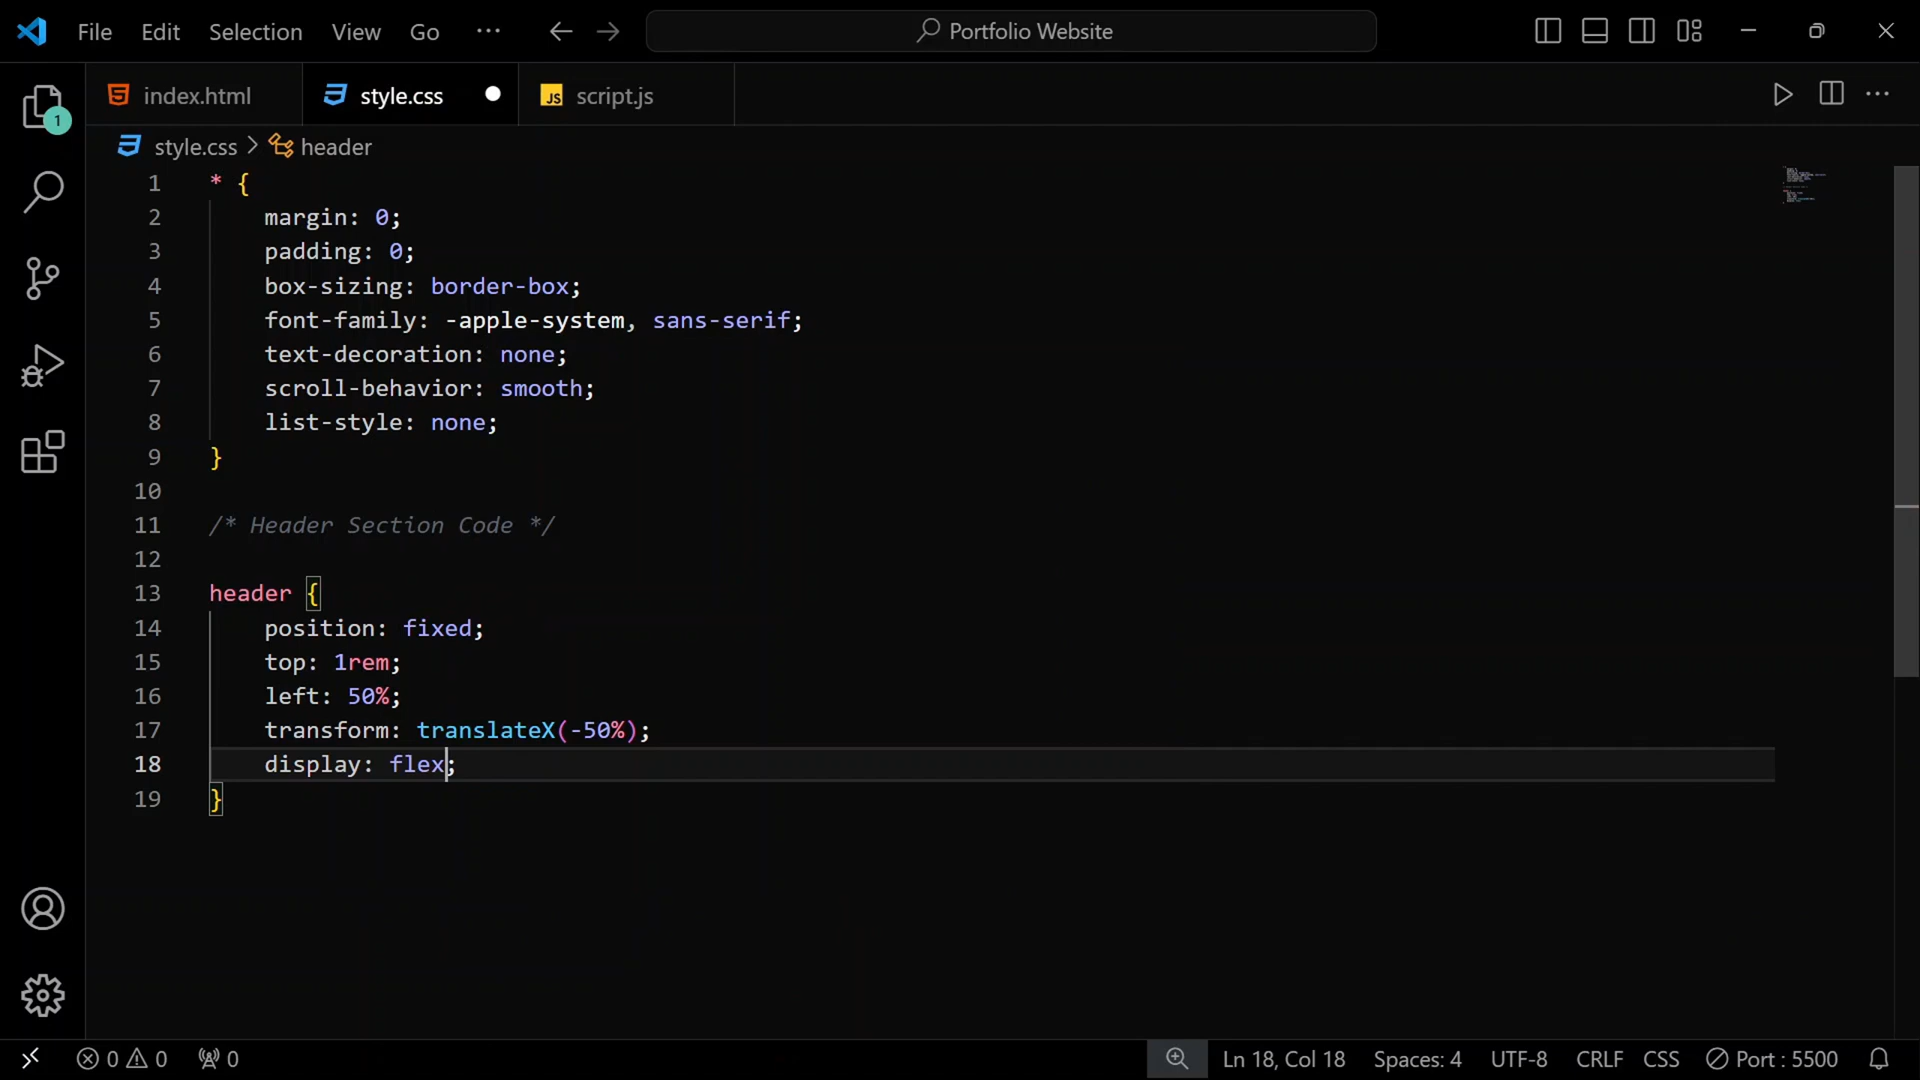 File Edit Selection View Go ··· Portfolio Website
index.html style.css script.js
1
style.css > header
1 * {
2 margin: 0;
3 padding: 0;
4 box-sizing: border-box;
5 font-family: -apple-system, sans-serif;
6 text-decoration: none;
7 scroll-behavior: smooth;
8 list-style: none;
9 }
10
11 /* Header Section Code */
12
13 header {
14 position: fixed;
15 top: 1rem;
16 left: 50%;
17 transform: translateX(-50%);
18 display: flex;
19 }
0 0 0 Ln 18, Col 18 Spaces: 4 UTF-8 CRLF CSS Port : 5500